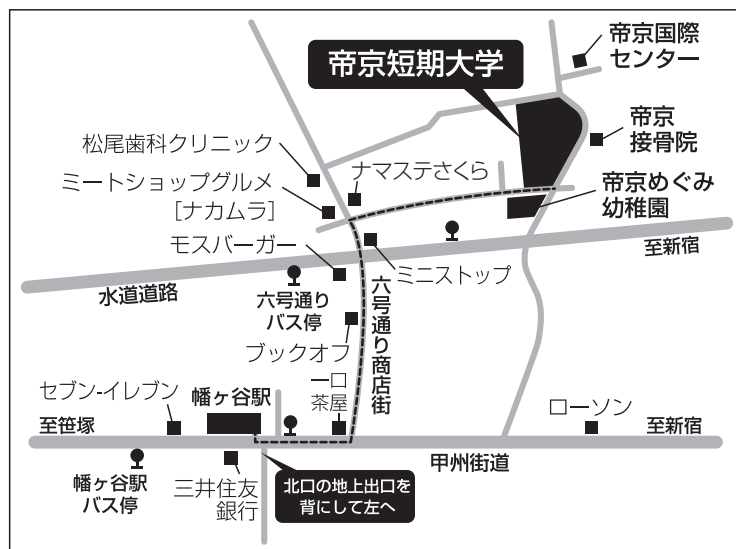 帝京国際
センター
帝京短期大学
帝京
接骨院
松尾歯科クリニック
ナマステさくら
ミートショップグルメ
[ナカムラ]
帝京めぐみ
幼稚園
モスバーガー
至新宿
ミニストップ
水道道路
六号通り
バス停
六号通り商店街
ブックオフ
一口
茶屋
セブン-イレブン
幡ヶ谷駅
ローソン
至笹塚
至新宿
甲州街道
幡ヶ谷駅
バス停
三井住友
銀行
北口の地上出口を
背にして左へ